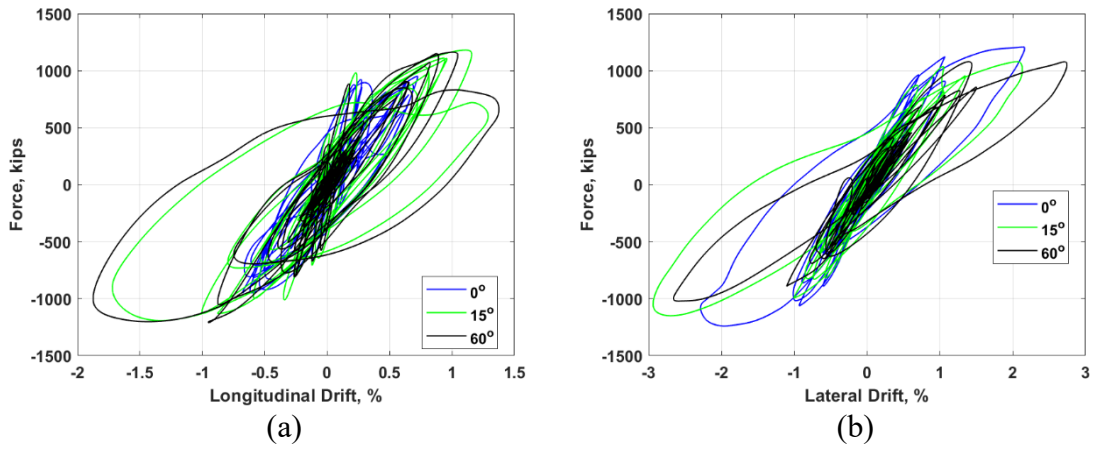 1500
1000
500
0
-500
-1000
-1500
Force, kips
-2 -1.5 -1 -0.5 0 0.5 1 1.5
Longitudinal Drift, %
0°
15°
60°
(a)
1500
1000
500
0
-500
-1000
-1500
Force, kips
-3 -2 -1 0 1 2 3
Lateral Drift, %
0°
15°
60°
(b)